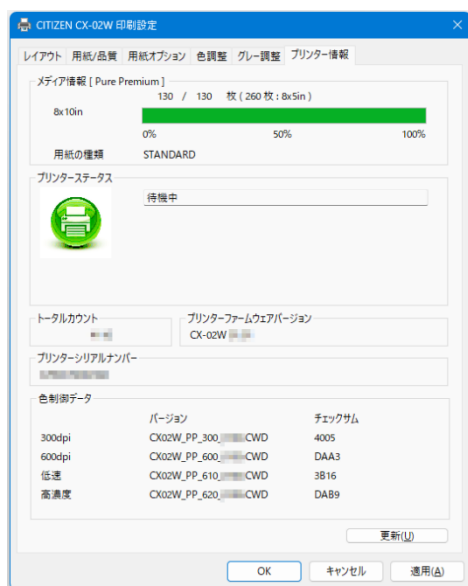 CITIZEN CX-02W 印刷設定
レイアウト 用紙/品質 用紙オプション 色調整 グレー調整 プリンター情報
メディア情報 [ Pure Premium ]
130 / 130 枚 ( 260 枚 : 8x5in )
8x10in
0% 50% 100%
用紙の種類 STANDARD
プリンターステータス
待機中
トータルカウント プリンターファームウェアバージョン
CX-02W
プリンターシリアルナンバー
色制御データ
バージョン チェックサム
300dpi CX02W_PP_300_ CWD 4005
600dpi CX02W_PP_600_ CWD DAA3
低速 CX02W_PP_610_ CWD 3B16
高濃度 CX02W_PP_620_ CWD DAB9
更新(U)
OK キャンセル 適用(A)